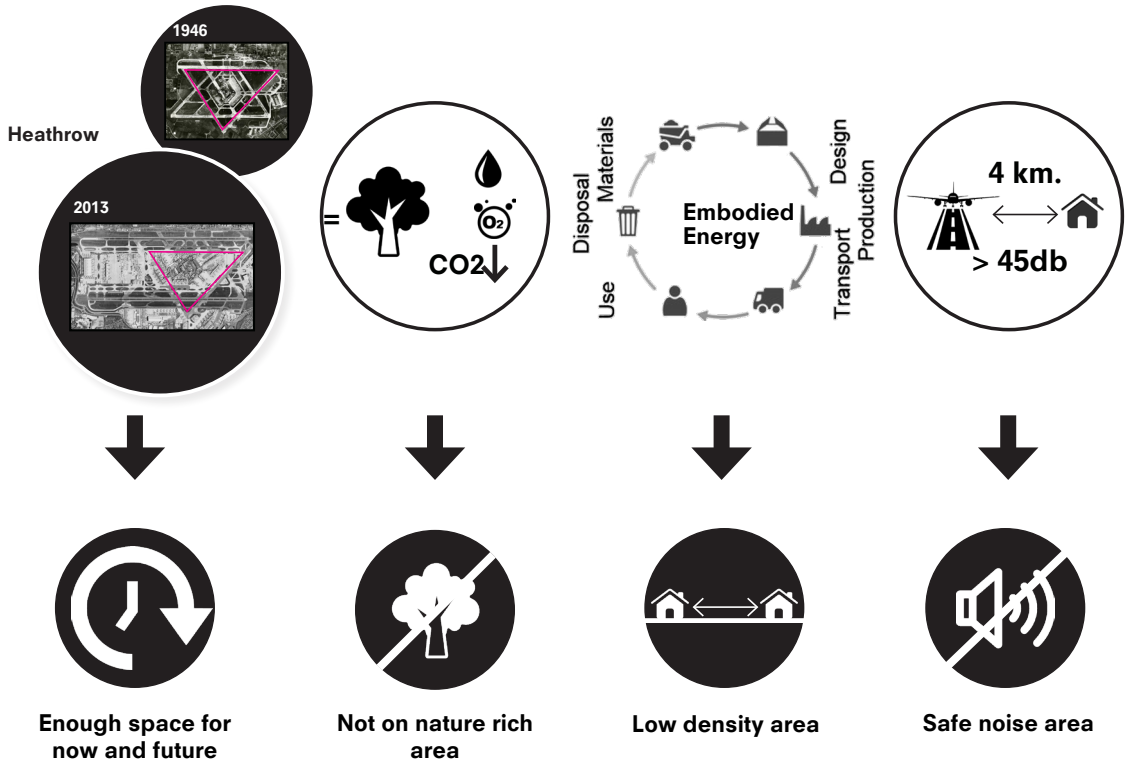 1946
Heathrow
2013
=
O2
CO2
Materials
Disposal
Use
Embodied
Energy
Design
Production
Transport
4 km.
> 45db
Enough space for
now and future
Not on nature rich
area
Low density area
Safe noise area